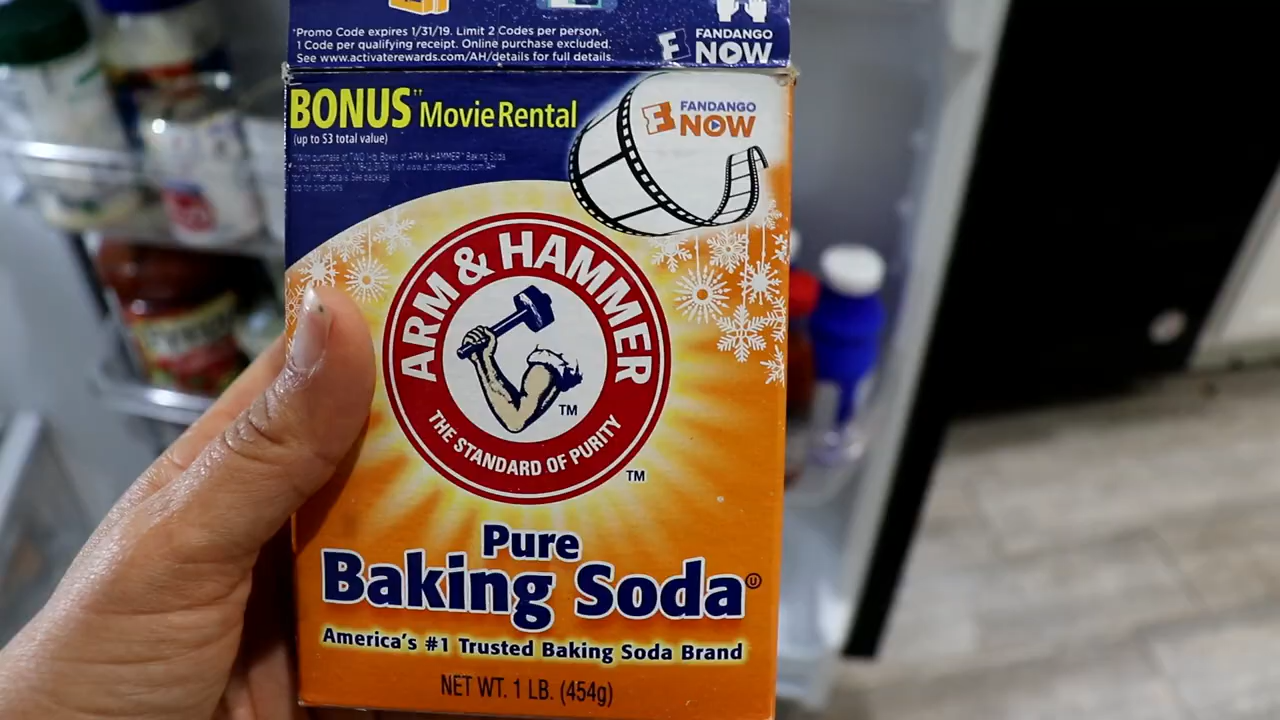 *Promo Code expires 1/31/19. Limit 2 Codes per person,
1 Code per qualifying receipt. Online purchase excluded.
See www.activaterewards.com/AH/details for full details.
F FANDANGO
NOW
BONUS†† Movie Rental
(up to $3 total value)
F FANDANGO
NOW
ARM & HAMMER
TM
THE STANDARD OF PURITY
TM
Pure
Baking Soda Ⓤ
America's #1 Trusted Baking Soda Brand
NET WT. 1 LB. (454g)